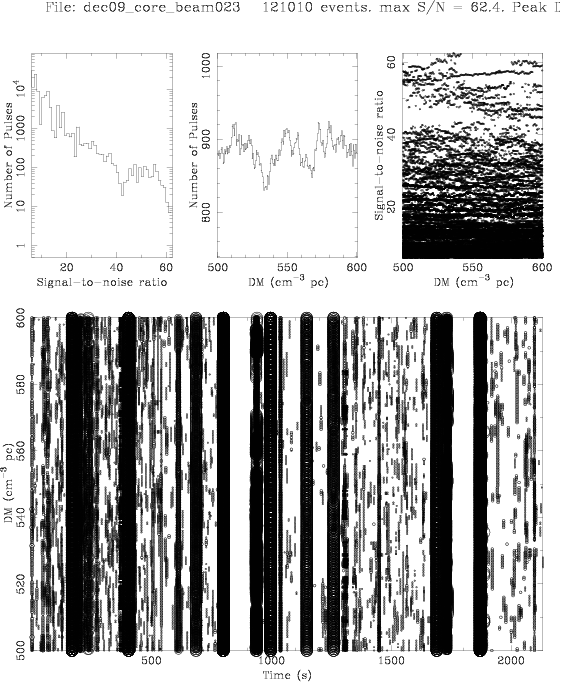 File: dec09_core_beam023 121010 events. max S/N = 62.4. Peak D
Number of Pulses
10⁴
1000
100
10
1
20 40 60
Signal-to-noise ratio
Number of Pulses
1000
900
800
500 550 600
DM (cm⁻³ pc)
Signal-to-noise ratio
60
40
20
500 550 600
DM (cm⁻³ pc)
DM (cm⁻³ pc)
600
580
560
540
520
500
500 1000 1500 2000
Time (s)